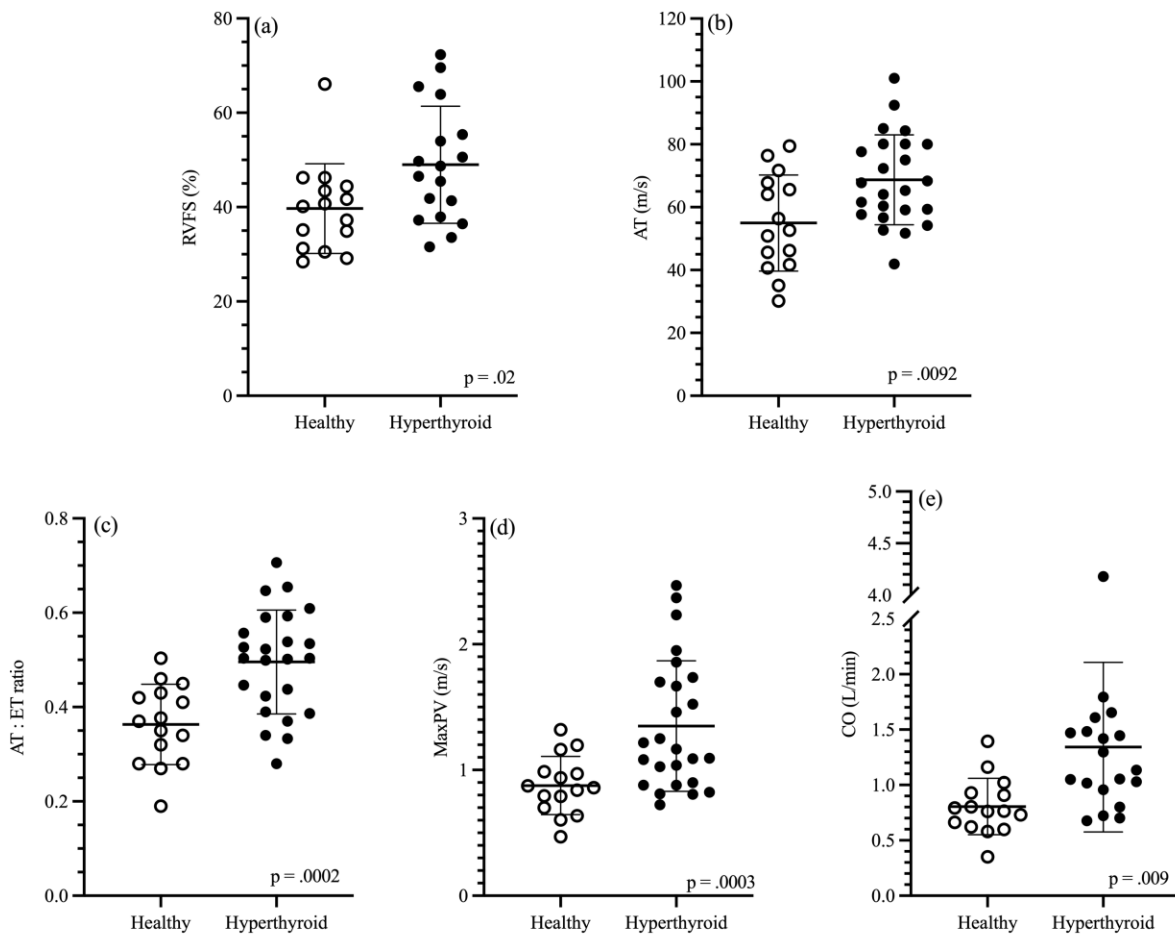 (a)
80
60
40
20
0
RVFS (%)
p = .02
Healthy
Hyperthyroid
(b)
120
100
80
60
40
20
0
AT (m/s)
p = .0092
Healthy
Hyperthyroid
(c)
0.8
0.6
0.4
0.2
0.0
AT : ET ratio
p = .0002
Healthy
Hyperthyroid
(d)
3
2
1
0
MaxPV (m/s)
p = .0003
Healthy
Hyperthyroid
(e)
5.0
4.5
4.0
2.5
2.0
1.5
1.0
0.5
0.0
CO (L/min)
p = .009
Healthy
Hyperthyroid